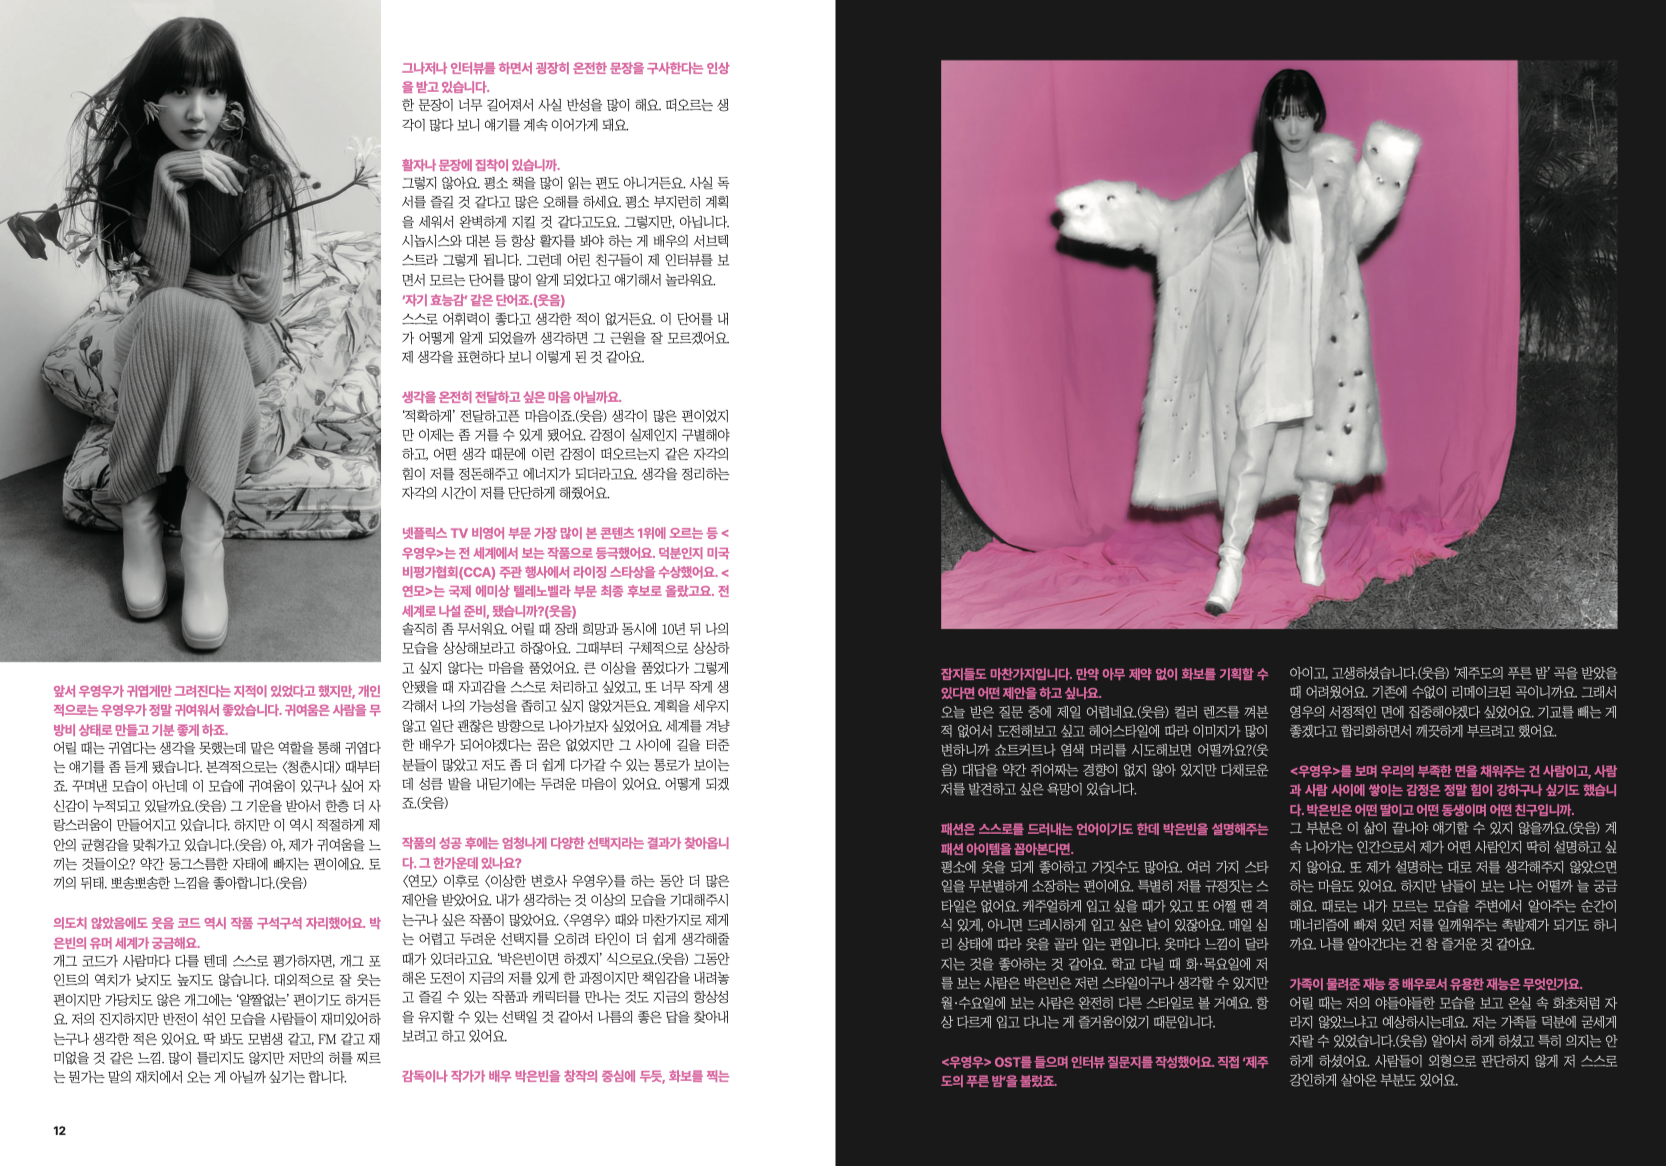 앞서 우영우가 귀엽게만 그려진다는 지적이 있었다고 했지만, 개인
적으로는 우영우가 정말 귀여워서 좋았습니다. 귀여움은 사람을 무
방비 상태로 만들고 기분 좋게 하죠.
어릴 때는 귀엽다는 생각을 못했는데 맡은 역할을 통해 귀엽다
는 얘기를 좀 듣게 됐습니다. 본격적으로는 〈청춘시대〉 때부터
죠. 꾸며낸 모습이 아닌데 이 모습에 귀여움이 있구나 싶어 자
신감이 누적되고 있달까요.(웃음) 그 기운을 받아서 한층 더 사
랑스러움이 만들어지고 있습니다. 하지만 이 역시 적절하게 제
안의 균형감을 맞춰가고 있습니다.(웃음) 아, 제가 귀여움을 느
끼는 것들이요? 약간 둥그스름한 자태에 빠지는 편이에요. 토
끼의 뒤태. 뽀송뽀송한 느낌을 좋아합니다.(웃음)
의도치 않았음에도 웃음 코드 역시 작품 구석구석 자리했어요. 박
은빈의 유머 세계가 궁금해요.
개그 코드가 사람마다 다를 텐데 스스로 평가하자면, 개그 포
인트의 역치가 낮지도 높지도 않습니다. 대외적으로 잘 웃는
편이지만 가당치도 않은 개그에는 ‘얄짤없는’ 편이기도 하거든
요. 저의 진지하지만 반전이 섞인 모습을 사람들이 재미있어하
는구나 생각한 적은 있어요. 딱 봐도 모범생 같고, FM 같고 재
미없을 것 같은 느낌. 많이 틀리지도 않지만 저만의 허를 찌르
는 뭔가는 말의 재치에서 오는 게 아닐까 싶기는 합니다.
12
그나저나 인터뷰를 하면서 굉장히 온전한 문장을 구사한다는 인상
을 받고 있습니다.
한 문장이 너무 길어져서 사실 반성을 많이 해요. 떠오르는 생
각이 많다 보니 얘기를 계속 이어가게 돼요.
활자나 문장에 집착이 있습니까.
그렇지 않아요. 평소 책을 많이 읽는 편도 아니거든요. 사실 독
서를 즐길 것 같다고 많은 오해를 하세요. 평소 부지런히 계획
을 세워서 완벽하게 지킬 것 같다고도요. 그렇지만, 아닙니다.
시놉시스와 대본 등 항상 활자를 봐야 하는 게 배우의 서브텍
스트라 그렇게 됩니다. 그런데 어린 친구들이 제 인터뷰를 보
면서 모르는 단어를 많이 알게 되었다고 얘기해서 놀라워요.
‘자기 효능감’ 같은 단어죠.(웃음)
스스로 어휘력이 좋다고 생각한 적이 없거든요. 이 단어를 내
가 어떻게 알게 되었을까 생각하면 그 근원을 잘 모르겠어요.
제 생각을 표현하다 보니 이렇게 된 것 같아요.
생각을 온전히 전달하고 싶은 마음 아닐까요.
‘적확하게’ 전달하고픈 마음이죠.(웃음) 생각이 많은 편이었지
만 이제는 좀 거를 수 있게 됐어요. 감정이 실제인지 구별해야
하고, 어떤 생각 때문에 이런 감정이 떠오르는지 같은 자각의
힘이 저를 정돈해주고 에너지가 되더라고요. 생각을 정리하는
자각의 시간이 저를 단단하게 해줬어요.
넷플릭스 TV 비영어 부문 가장 많이 본 콘텐츠 1위에 오르는 등 <
우영우>는 전 세계에서 보는 작품으로 등극했어요. 덕분인지 미국
비평가협회(CCA) 주관 행사에서 라이징 스타상을 수상했어요. <
연모>는 국제 에미상 텔레노벨라 부문 최종 후보로 올랐고요. 전
세계로 나설 준비, 됐습니까?(웃음)
솔직히 좀 무서워요. 어릴 때 장래 희망과 동시에 10년 뒤 나의
모습을 상상해보라고 하잖아요. 그때부터 구체적으로 상상하
고 싶지 않다는 마음을 품었어요. 큰 이상을 품었다가 그렇게
안됐을 때 자괴감을 스스로 처리하고 싶었고, 또 너무 작게 생
각해서 나의 가능성을 좁히고 싶지 않았거든요. 계획을 세우지
않고 일단 괜찮은 방향으로 나아가보자 싶었어요. 세계를 겨냥
한 배우가 되어야겠다는 꿈은 없었지만 그 사이에 길을 터준
분들이 많았고 저도 좀 더 쉽게 다가갈 수 있는 통로가 보이는
데 성큼 발을 내딛기에는 두려운 마음이 있어요. 어떻게 되겠
죠.(웃음)
작품의 성공 후에는 엄청나게 다양한 선택지라는 결과가 찾아옵니
다. 그 한가운데 있나요?
〈연모〉 이후로 〈이상한 변호사 우영우〉를 하는 동안 더 많은
제안을 받았어요. 내가 생각하는 것 이상의 모습을 기대해주시
는구나 싶은 작품이 많았어요. 〈우영우〉 때와 마찬가지로 제게
는 어렵고 두려운 선택지를 오히려 타인이 더 쉽게 생각해줄
때가 있더라고요. ‘박은빈이면 하겠지’ 식으로요.(웃음) 그동안
해온 도전이 지금의 저를 있게 한 과정이지만 책임감을 내려놓
고 즐길 수 있는 작품과 캐릭터를 만나는 것도 지금의 항상성
을 유지할 수 있는 선택일 것 같아서 나름의 좋은 답을 찾아내
보려고 하고 있어요.
감독이나 작가가 배우 박은빈을 창작의 중심에 두듯, 화보를 찍는
잡지들도 마찬가지입니다. 만약 아무 제약 없이 화보를 기획할 수
있다면 어떤 제안을 하고 싶나요.
오늘 받은 질문 중에 제일 어렵네요.(웃음) 컬러 렌즈를 껴본
적 없어서 도전해보고 싶고 헤어스타일에 따라 이미지가 많이
변하니까 쇼트커트나 염색 머리를 시도해보면 어떨까요?(웃
음) 대답을 약간 쥐어짜는 경향이 없지 않아 있지만 다채로운
저를 발견하고 싶은 욕망이 있습니다.
패션은 스스로를 드러내는 언어이기도 한데 박은빈을 설명해주는
패션 아이템을 꼽아본다면.
평소에 옷을 되게 좋아하고 가짓수도 많아요. 여러 가지 스타
일을 무분별하게 소장하는 편이에요. 특별히 저를 규정짓는 스
타일은 없어요. 캐주얼하게 입고 싶을 때가 있고 또 어쩔 땐 격
식 있게, 아니면 드레시하게 입고 싶은 날이 있잖아요. 매일 심
리 상태에 따라 옷을 골라 입는 편입니다. 옷마다 느낌이 달라
지는 것을 좋아하는 것 같아요. 학교 다닐 때 화·목요일에 저
를 보는 사람은 박은빈은 저런 스타일이구나 생각할 수 있지만
월·수요일에 보는 사람은 완전히 다른 스타일로 볼 거예요. 항
상 다르게 입고 다니는 게 즐거움이었기 때문입니다.
<우영우> OST를 들으며 인터뷰 질문지를 작성했어요. 직접 ‘제주
도의 푸른 밤’을 불렀죠.
아이고, 고생하셨습니다.(웃음) ‘제주도의 푸른 밤’ 곡을 받았을
때 어려웠어요. 기존에 수없이 리메이크된 곡이니까요. 그래서
영우의 서정적인 면에 집중해야겠다 싶었어요. 기교를 빼는 게
좋겠다고 합리화하면서 깨끗하게 부르려고 했어요.
<우영우>를 보며 우리의 부족한 면을 채워주는 건 사람이고, 사람
과 사람 사이에 쌓이는 감정은 정말 힘이 강하구나 싶기도 했습니
다. 박은빈은 어떤 딸이고 어떤 동생이며 어떤 친구입니까.
그 부분은 이 삶이 끝나야 얘기할 수 있지 않을까요.(웃음) 계
속 나아가는 인간으로서 제가 어떤 사람인지 딱히 설명하고 싶
지 않아요. 또 제가 설명하는 대로 저를 생각해주지 않았으면
하는 마음도 있어요. 하지만 남들이 보는 나는 어떨까 늘 궁금
해요. 때로는 내가 모르는 모습을 주변에서 알아주는 순간이
매너리즘에 빠져 있던 저를 일깨워주는 촉발제가 되기도 하니
까요. 나를 알아간다는 건 참 즐거운 것 같아요.
가족이 물려준 재능 중 배우로서 유용한 재능은 무엇인가요.
어릴 때는 저의 야들야들한 모습을 보고 온실 속 화초처럼 자
라지 않았느냐고 예상하시는데요. 저는 가족들 덕분에 굳세게
자랄 수 있었습니다.(웃음) 알아서 하게 하셨고 특히 의지는 안
하게 하셨어요. 사람들이 외형으로 판단하지 않게 저 스스로
강인하게 살아온 부분도 있어요.